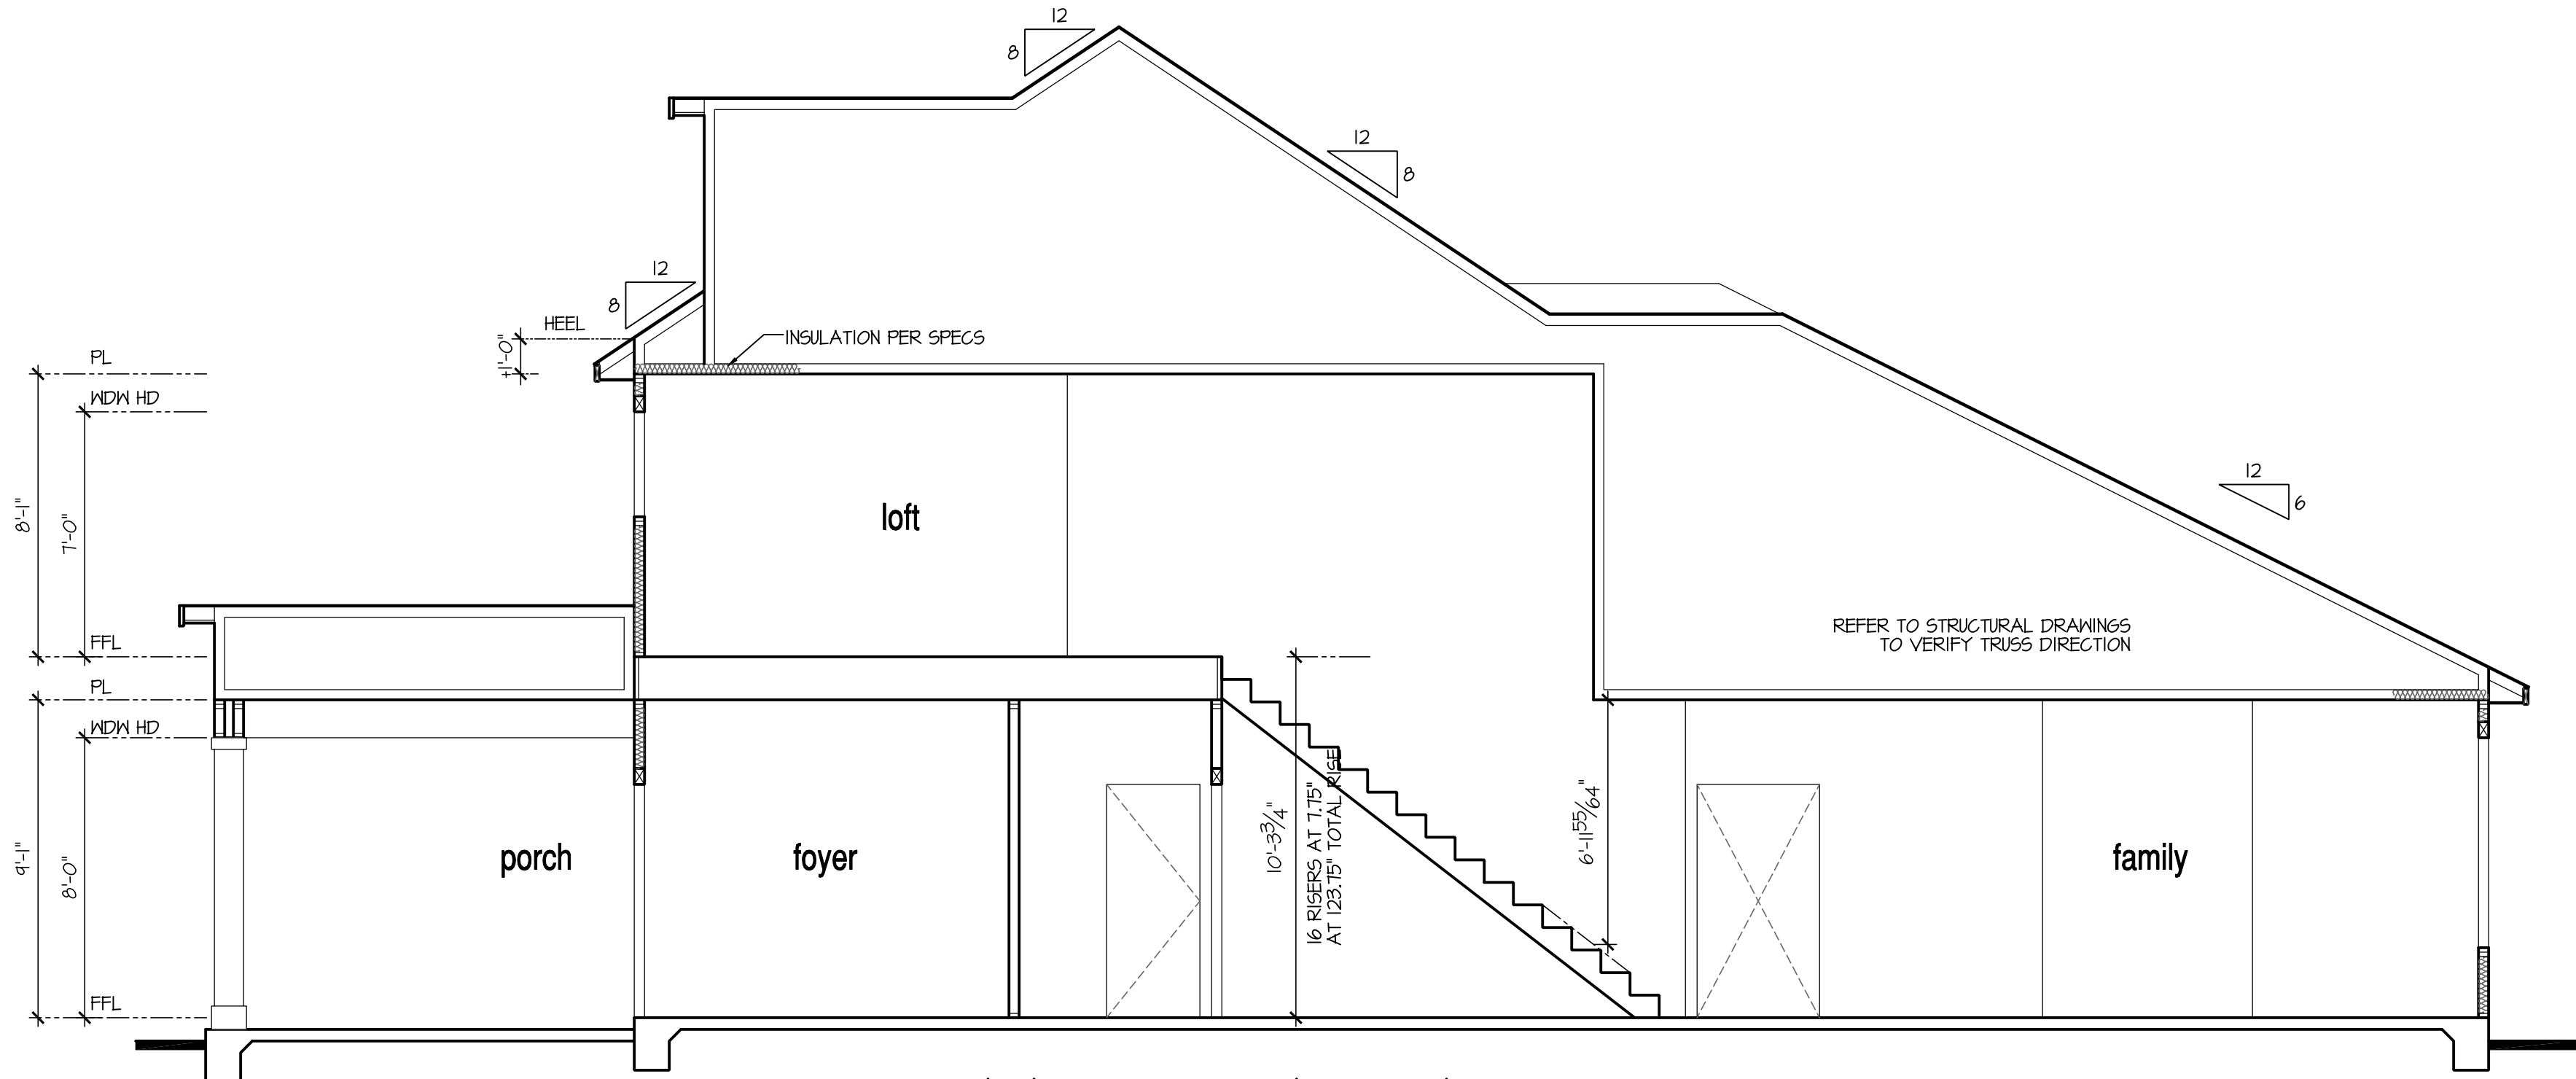 12
8
12
8
12
8
HEEL
+1'-0"
INSULATION PER SPECS
PL
WDW HD
8'-1"
7'-0"
loft
12
6
REFER TO STRUCTURAL DRAWINGS
TO VERIFY TRUSS DIRECTION
FFL
PL
WDW HD
9'-1"
8'-0"
porch
foyer
10'-3 3/4"
16 RISERS AT 7.75"
AT 123.75" TOTAL RISE
6'-11 55/64"
family
FFL